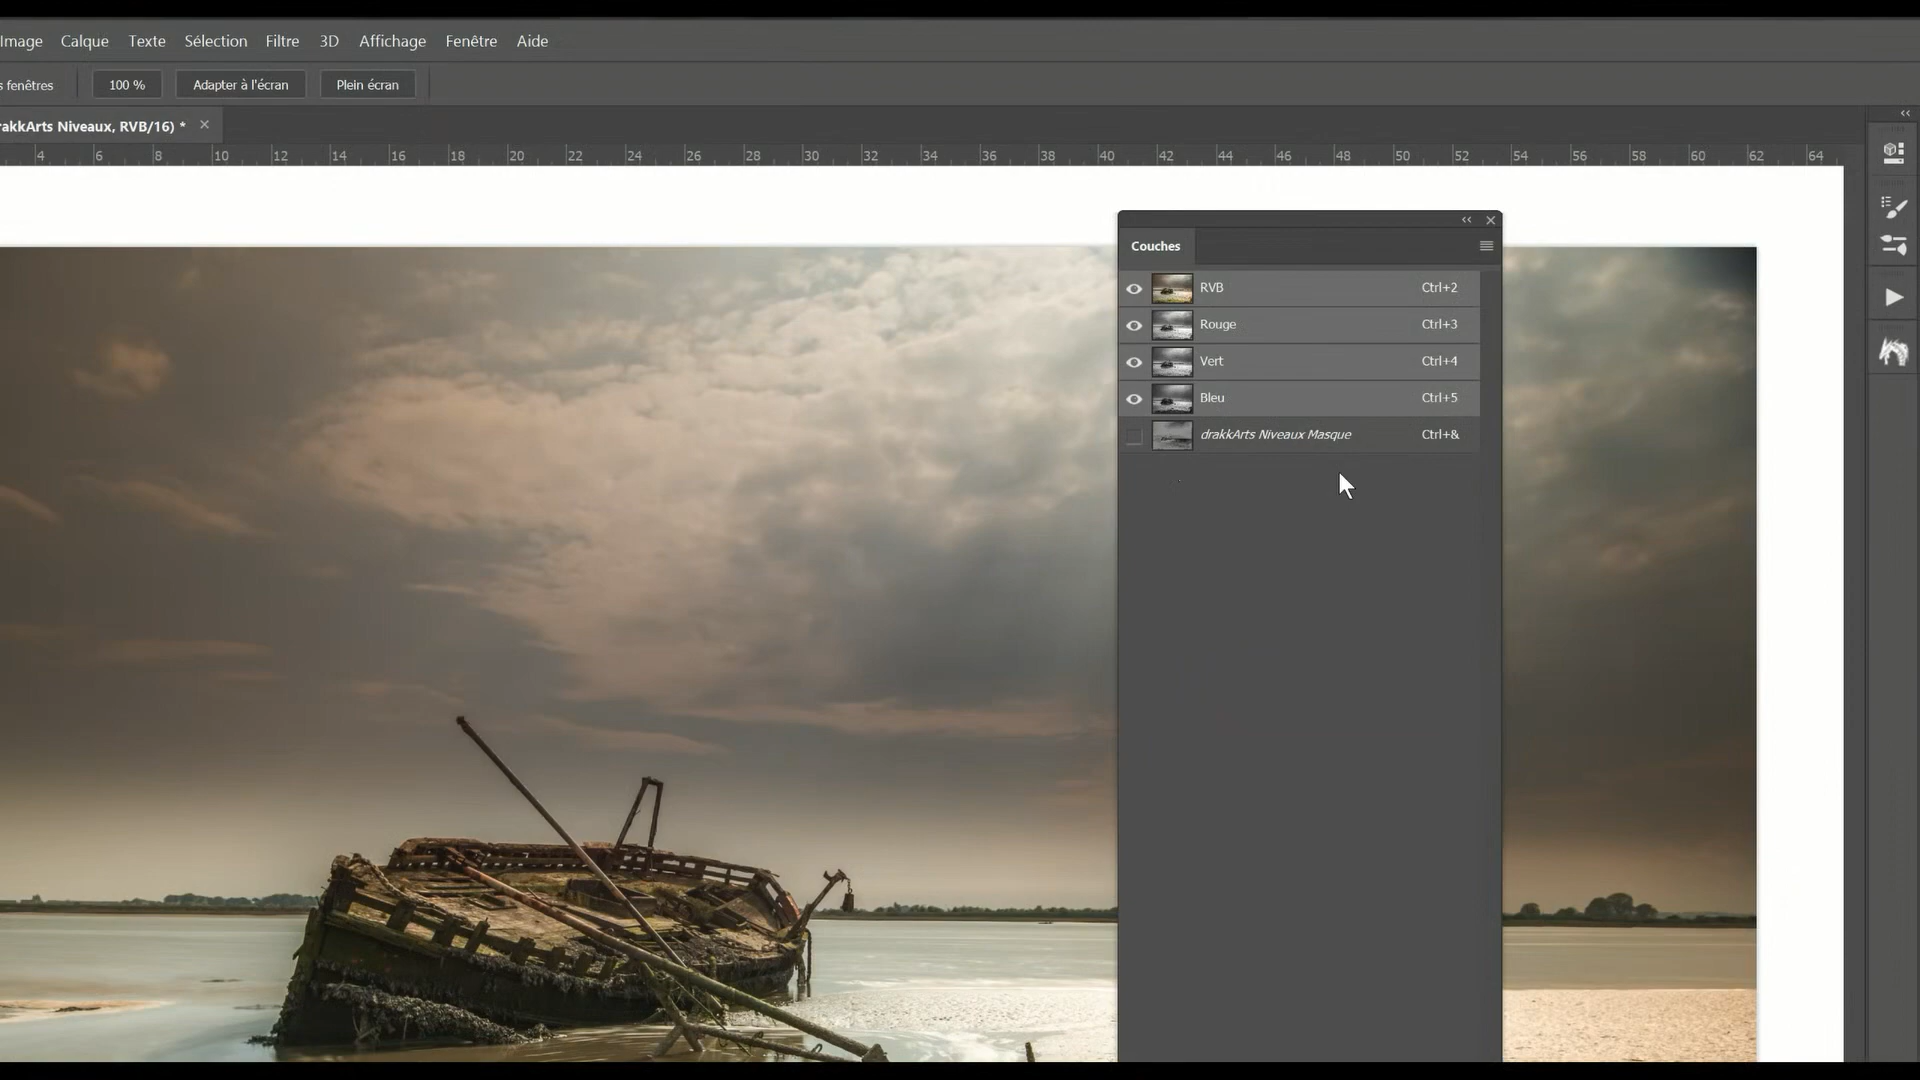 Image Calque Texte Sélection Filtre 3D Affichage Fenêtre Aide
s fenêtres 100 % Adapter à l'écran Plein écran
rakkArts Niveaux, RVB/16) *
4 6 8 10 12 14 16 18 20 22 24 26 28 30 32 34 36 38 40 42 44 46 48 50 52 54 56 58 60 62 64
Couches
RVB Ctrl+2
Rouge Ctrl+3
Vert Ctrl+4
Bleu Ctrl+5
drakkArts Niveaux Masque Ctrl+&